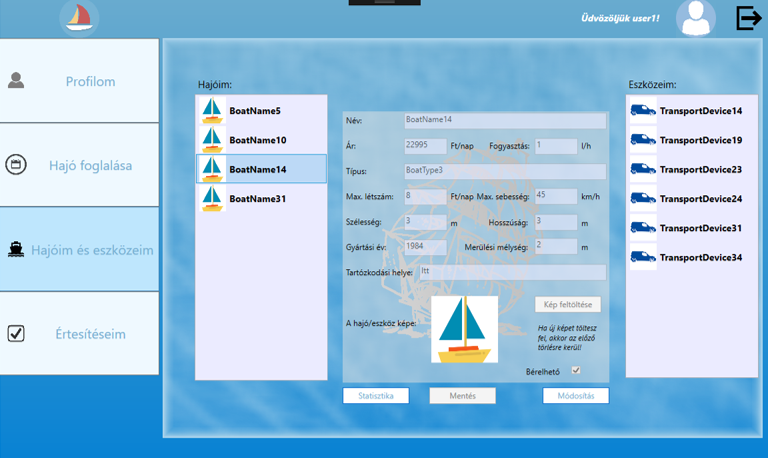 Üdvözöljük user1!
Profilom
Hajó foglalása
Hajóim és eszközeim
Értesítéseim
Hajóim:
BoatName5
BoatName10
BoatName14
BoatName31
Név: BoatName14
Ár: 22995 Ft/nap Fogyasztás: 1 l/h
Típus: BoatType3
Max. létszám: 8 Ft/nap Max. sebesség: 45 km/h
Szélesség: 3 m Hosszúság: 3 m
Gyártási év: 1984 Merülési mélység: 2 m
Tartózkodási helye: Itt
A hajó/eszköz képe:
Kép feltöltése
Ha új képet töltesz
fel, akkor az előző
törlésre kerül!
Bérelhető
Statisztika Mentés Módosítás
Eszközeim:
TransportDevice14
TransportDevice19
TransportDevice23
TransportDevice24
TransportDevice31
TransportDevice34